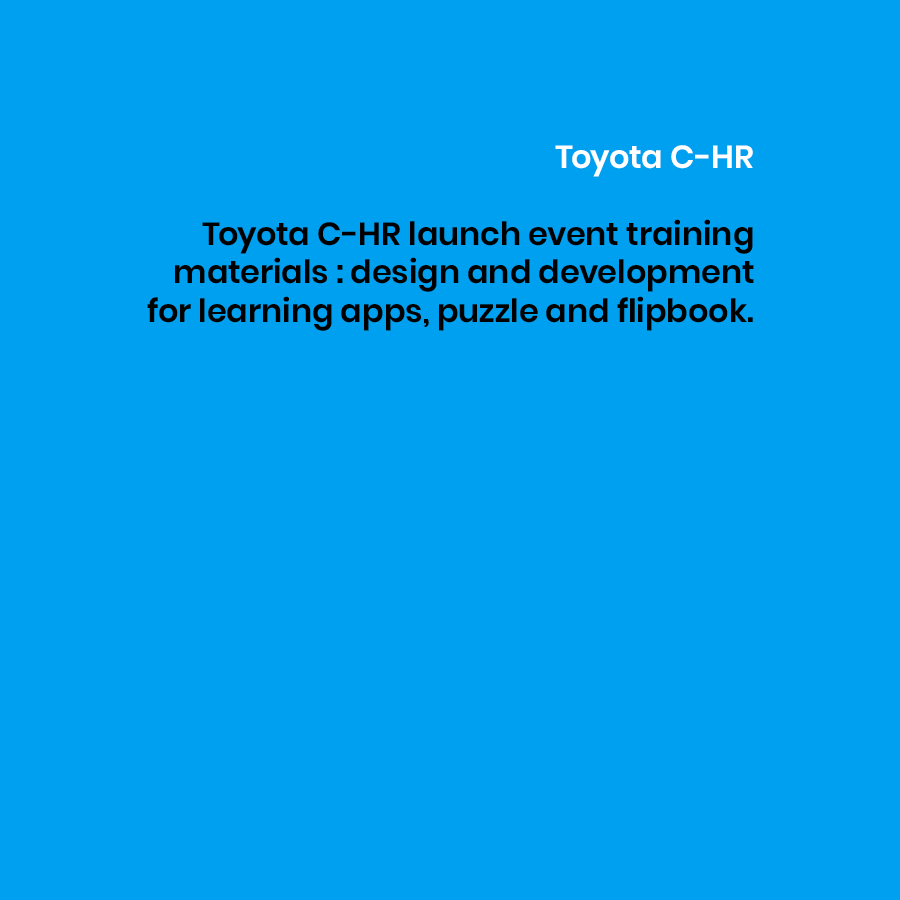 Toyota C-HR
Toyota C-HR launch event training
materials : design and development
for learning apps, puzzle and flipbook.